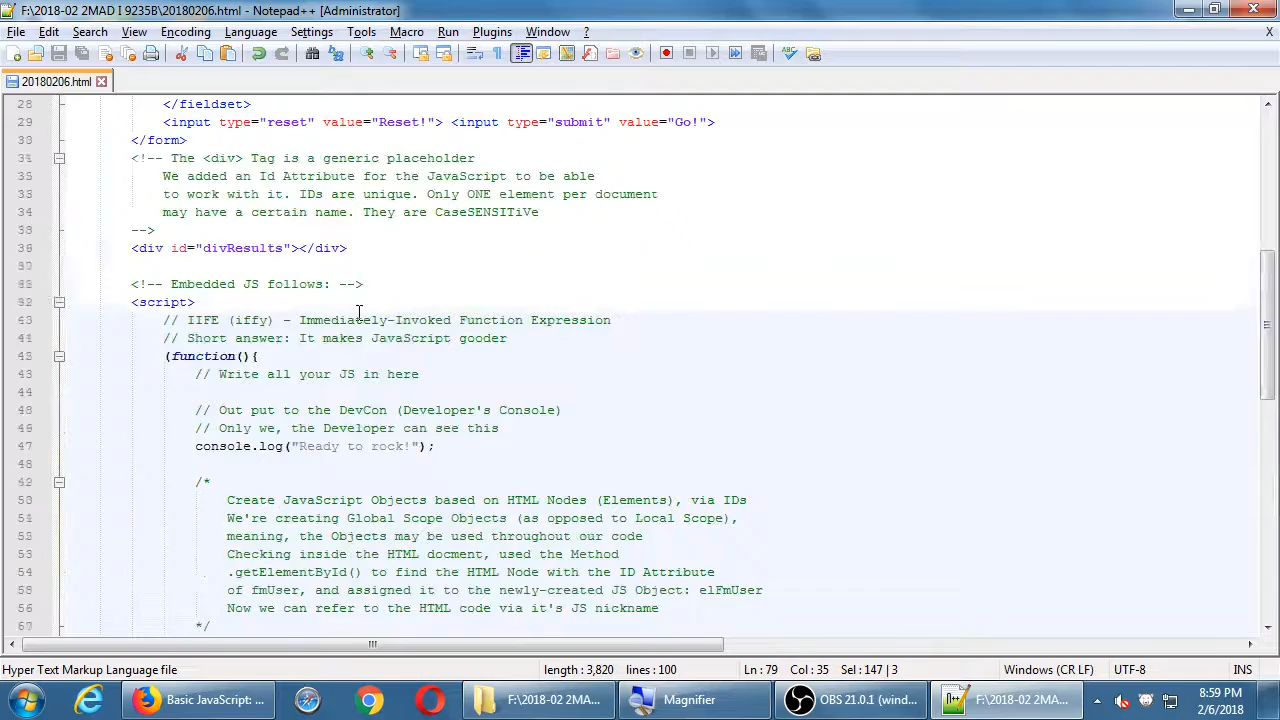 F:\2018-02 2MAD I 9235B\20180206.html - Notepad++ [Administrator]
File Edit Search View Encoding Language Settings Tools Macro Run Plugins Window ? X
20180206.html
28 </fieldset>
29 <input type="reset" value="Reset!"> <input type="submit" value="Go!">
</form>
<!-- The <div> Tag is a generic placeholder
We added an Id Attribute for the JavaScript to be able
to work with it. IDs are unique. Only ONE element per document
34 may have a certain name. They are CaseSENSITiVe
-->
<div id="divResults"></div>
<!-- Embedded JS follows: -->
<script>
// IIFE (iffy) - Immediately-Invoked Function Expression
// Short answer: It makes JavaScript gooder
(function(){
// Write all your JS in here
44
// Out put to the DevCon (Developer's Console)
// Only we, the Developer can see this
47 console.log("Ready to rock!");
48
/*
Create JavaScript Objects based on HTML Nodes (Elements), via IDs
We're creating Global Scope Objects (as opposed to Local Scope),
meaning, the Objects may be used throughout our code
53 Checking inside the HTML docment, used the Method
54 .getElementById() to find the HTML Node with the ID Attribute
of fmUser, and assigned it to the newly-created JS Object: elFmUser
56 Now we can refer to the HTML code via it's JS nickname
*/
Hyper Text Markup Language file length : 3,820 lines : 100 Ln : 79 Col : 35 Sel : 147 | 3 Windows (CR LF) UTF-8 INS
Basic JavaScript: ... F:\2018-02 2MA... Magnifier OBS 21.0.1 (wind... F:\2018-02 2MA... 8:59 PM
2/6/2018